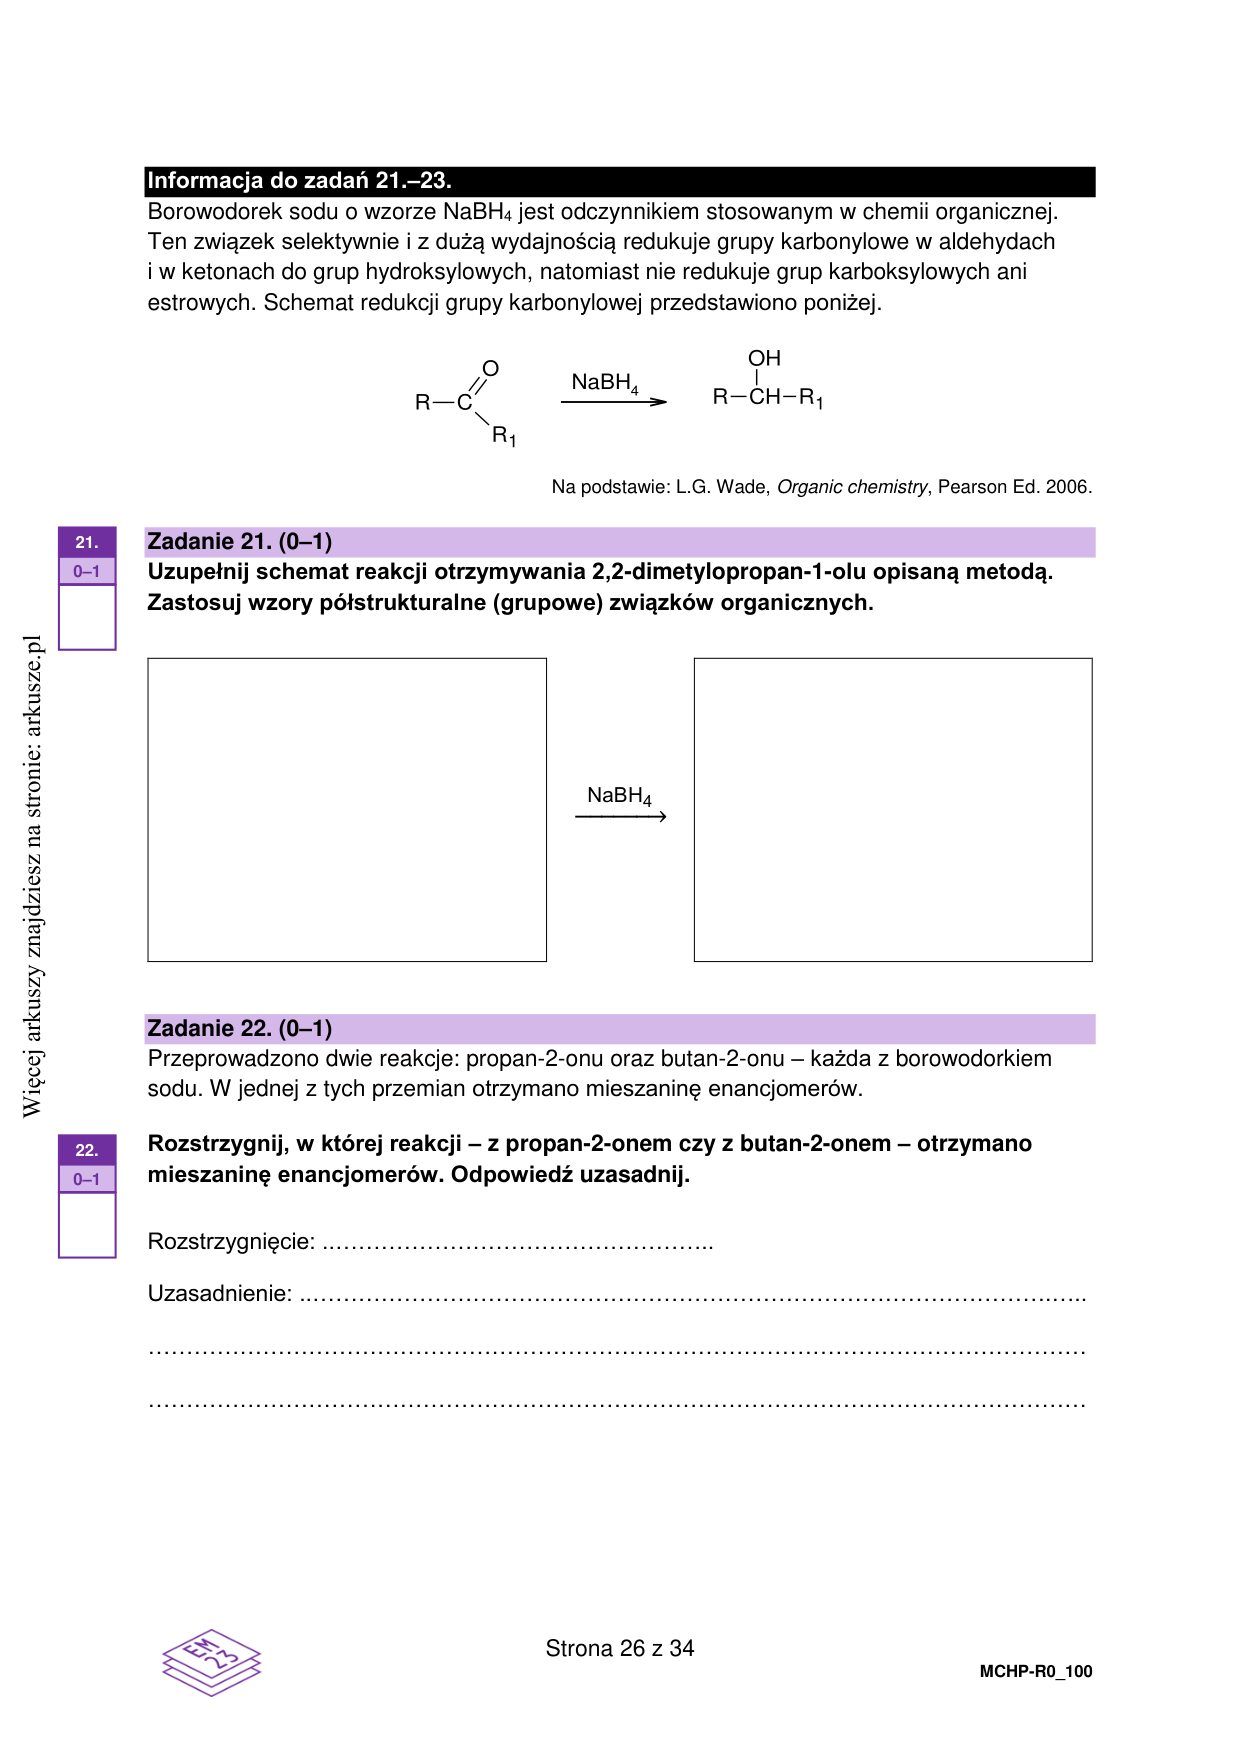 Informacja do zadań 21.–23.
Borowodorek sodu o wzorze NaBH₄ jest odczynnikiem stosowanym w chemii organicznej.
Ten związek selektywnie i z dużą wydajnością redukuje grupy karbonylowe w aldehydach
i w ketonach do grup hydroksylowych, natomiast nie redukuje grup karboksylowych ani
estrowych. Schemat redukcji grupy karbonylowej przedstawiono poniżej.
O
R—C
R₁
NaBH₄
OH
R—CH—R₁
Na podstawie: L.G. Wade, Organic chemistry, Pearson Ed. 2006.
21.
0–1
Zadanie 21. (0–1)
Uzupełnij schemat reakcji otrzymywania 2,2-dimetylopropan-1-olu opisaną metodą.
Zastosuj wzory półstrukturalne (grupowe) związków organicznych.
NaBH₄
Zadanie 22. (0–1)
Przeprowadzono dwie reakcje: propan-2-onu oraz butan-2-onu – każda z borowodorkiem
sodu. W jednej z tych przemian otrzymano mieszaninę enancjomerów.
22.
0–1
Rozstrzygnij, w której reakcji – z propan-2-onem czy z butan-2-onem – otrzymano
mieszaninę enancjomerów. Odpowiedź uzasadnij.
Rozstrzygnięcie: ..…………………………………………..
Uzasadnienie: ..……………………………………………………………………………………….…..
……………………………………………………………………………………………………………
……………………………………………………………………………………………………………
Więcej arkuszy znajdziesz na stronie: arkusze.pl
EM
23
Strona 26 z 34
MCHP-R0_100